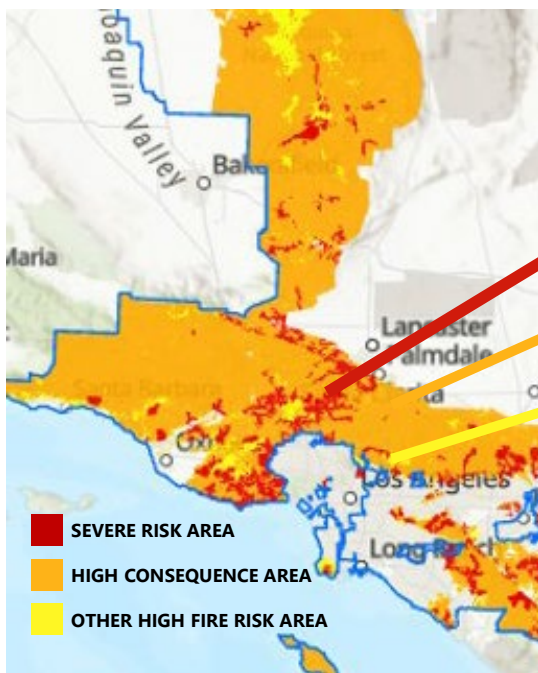 Joaquin Valley
Bakersfield
Maria
Lancaster
Palmdale
Santa Barbara
Los Angeles
Long Beach
SEVERE RISK AREA
HIGH CONSEQUENCE AREA
OTHER HIGH FIRE RISK AREA